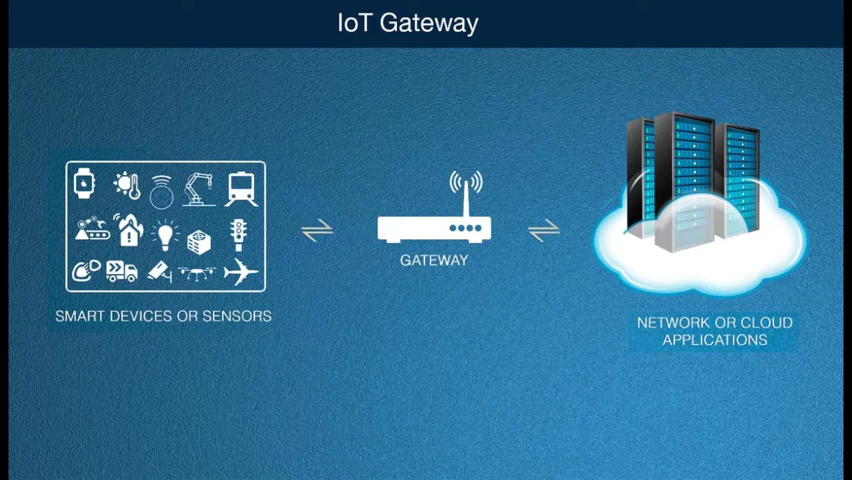 IoT Gateway
GATEWAY
SMART DEVICES OR SENSORS
NETWORK OR CLOUD
APPLICATIONS